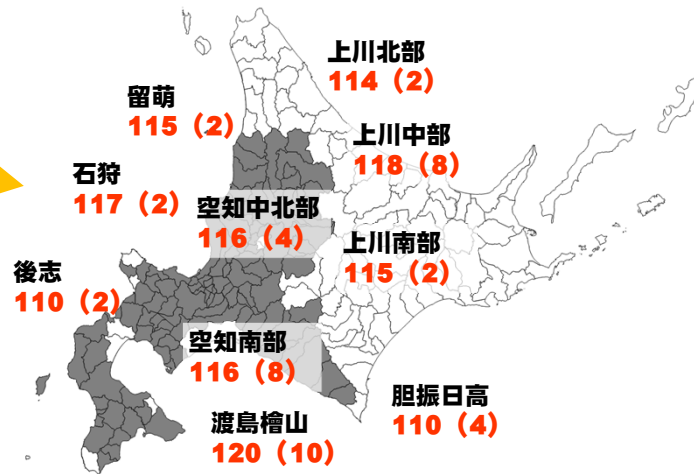 上川北部
114（2）
留萌
115（2）
上川中部
118（8）
石狩
117（2）
空知中北部
116（4）
上川南部
115（2）
後志
110（2）
空知南部
116（8）
胆振日高
110（4）
渡島檜山
120（10）